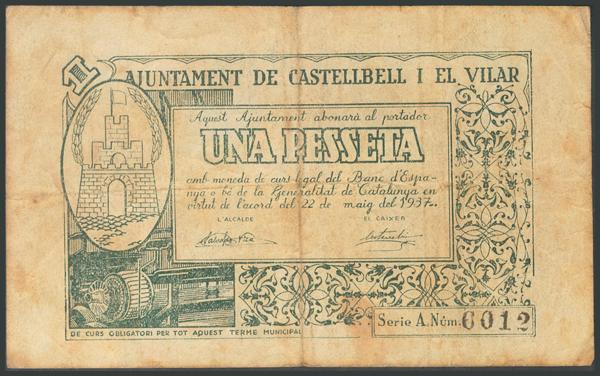 1
AJUNTAMENT DE CASTELLBELL I EL VILAR
Aquest Ajuntament abonarà al portador
UNA PESSETA
amb moneda de curs legal del Banc d'Espa-
nya o bé de la Generalitat de Catalunya en
virtut de l'acord del 22 de maig del 1937.
L'ALCALDE EL CAIXER
DE CURS OBLIGATORI PER TOT AQUEST TERME MUNICIPAL
Serie A. Núm. 6012